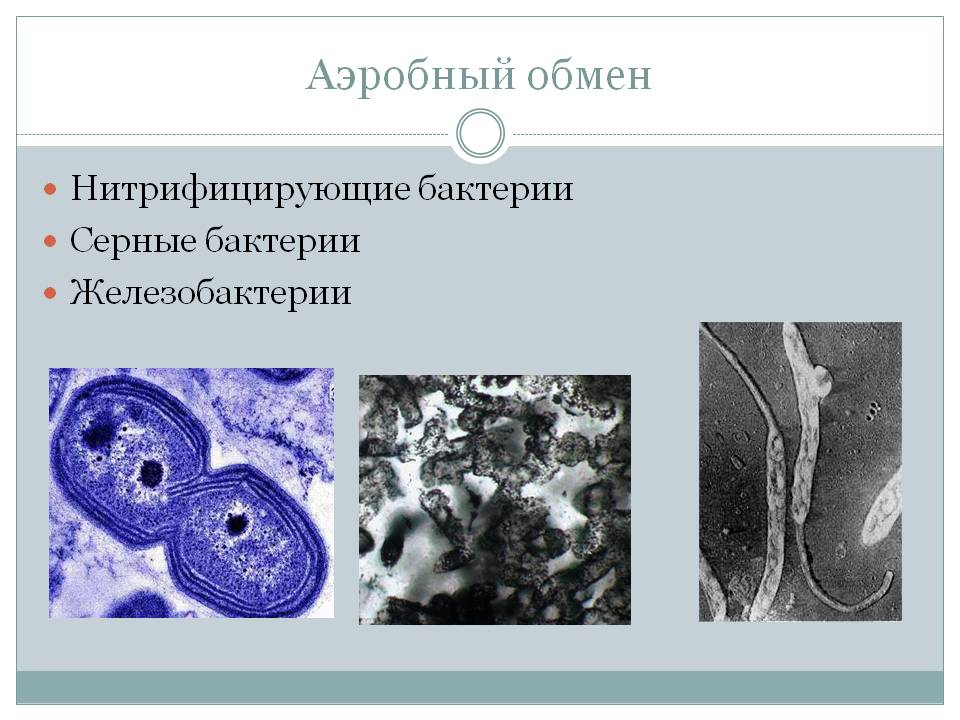 Аэробный обмен
Нитрифицирующие бактерии
Серные бактерии
Железобактерии